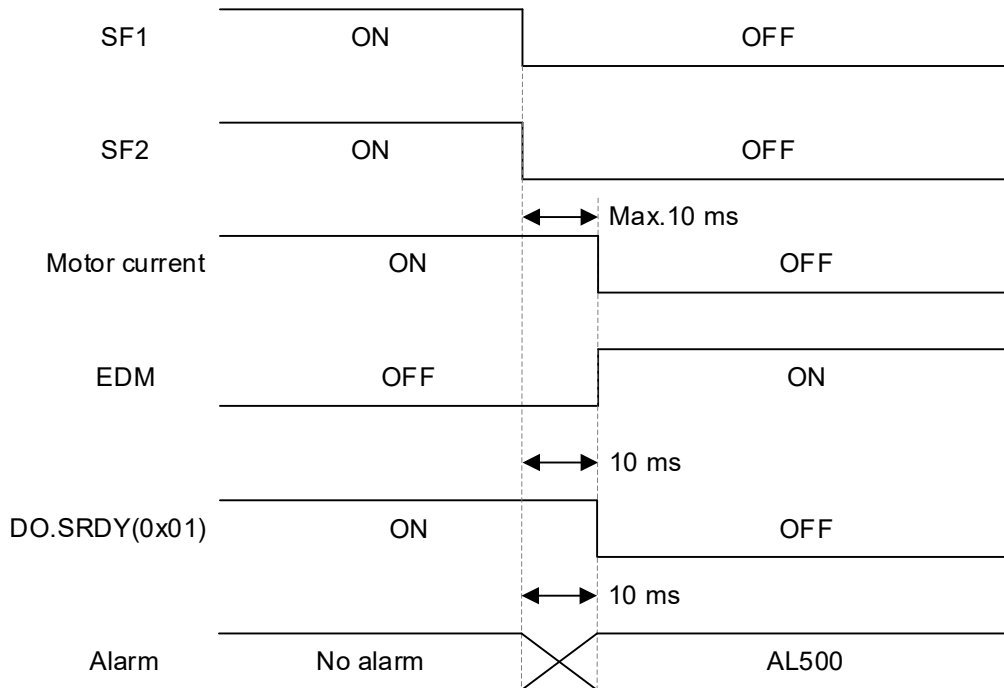 SF1 ON OFF
SF2 ON OFF
Max.10 ms
Motor current ON OFF
EDM OFF ON
10 ms
DO.SRDY(0x01) ON OFF
10 ms
Alarm No alarm AL500